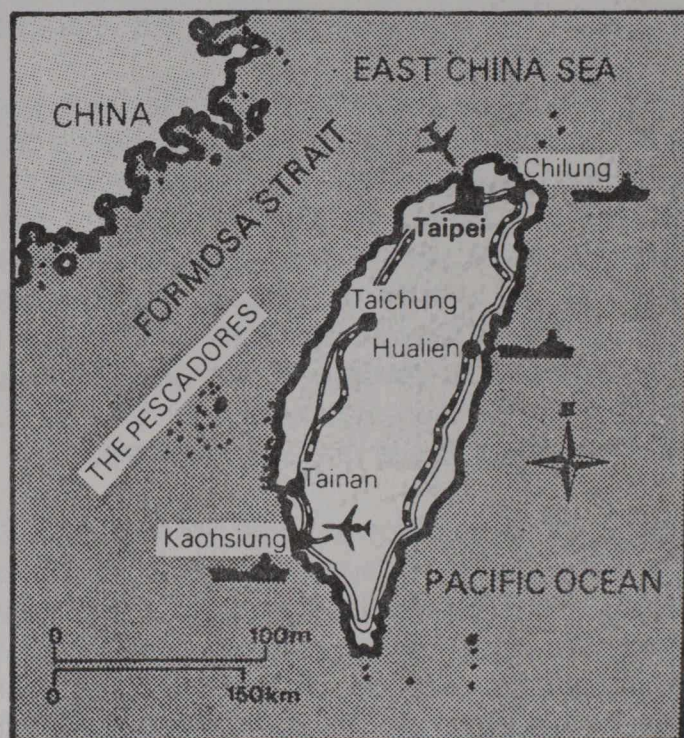 EAST CHINA SEA
CHINA
Chilung
FORMOSA STRAIT
Taipei
Taichung
Hualien
THE PESCADORES
N
Tainan
Kaohsiung
PACIFIC OCEAN
0 100m
0 150km